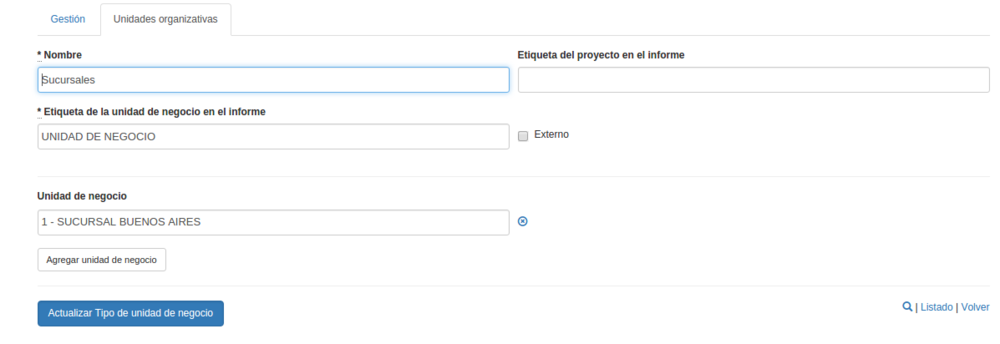 Gestión Unidades organizativas
* Nombre Etiqueta del proyecto en el informe
Sucursales
* Etiqueta de la unidad de negocio en el informe
UNIDAD DE NEGOCIO Externo
Unidad de negocio
1 - SUCURSAL BUENOS AIRES
Agregar unidad de negocio
Actualizar Tipo de unidad de negocio | Listado | Volver